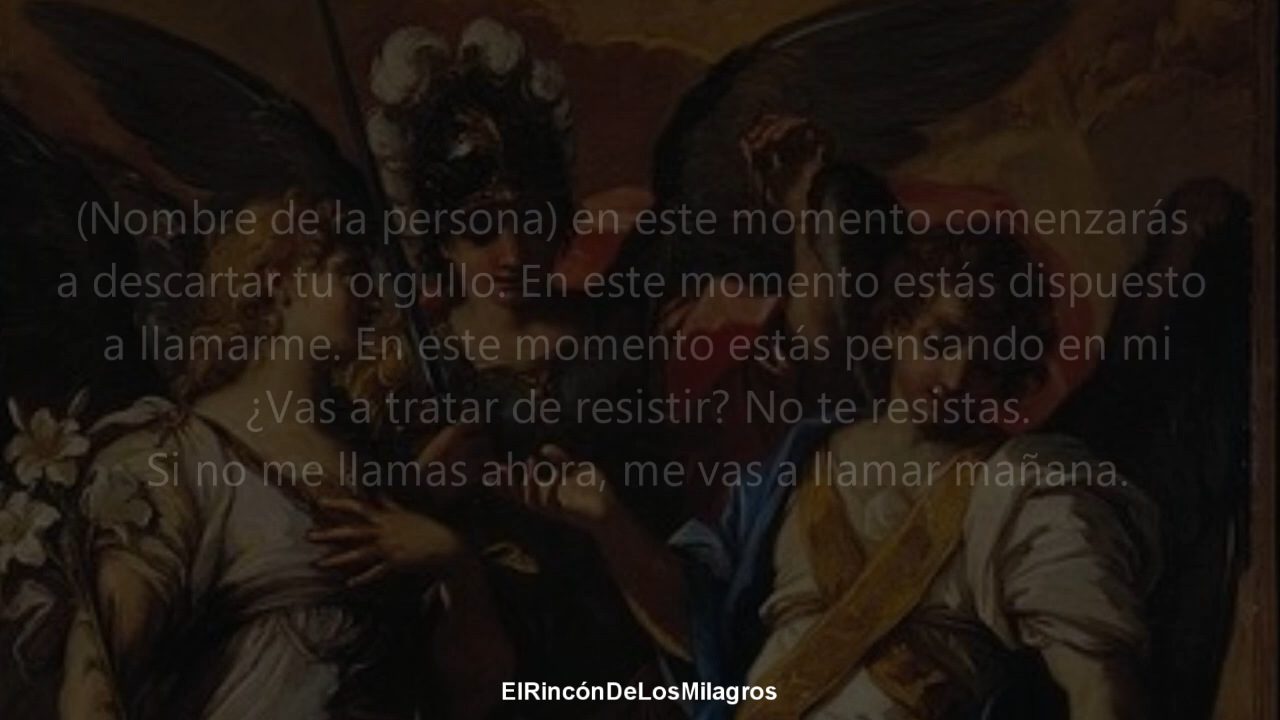 (Nombre de la persona) en este momento comenzarás
a descartar tu orgullo. En este momento estás dispuesto
a llamarme. En este momento estás pensando en mi
¿Vas a tratar de resistir? No te resistas.
Si no me llamas ahora, me vas a llamar mañana.
ElRincónDeLosMilagros